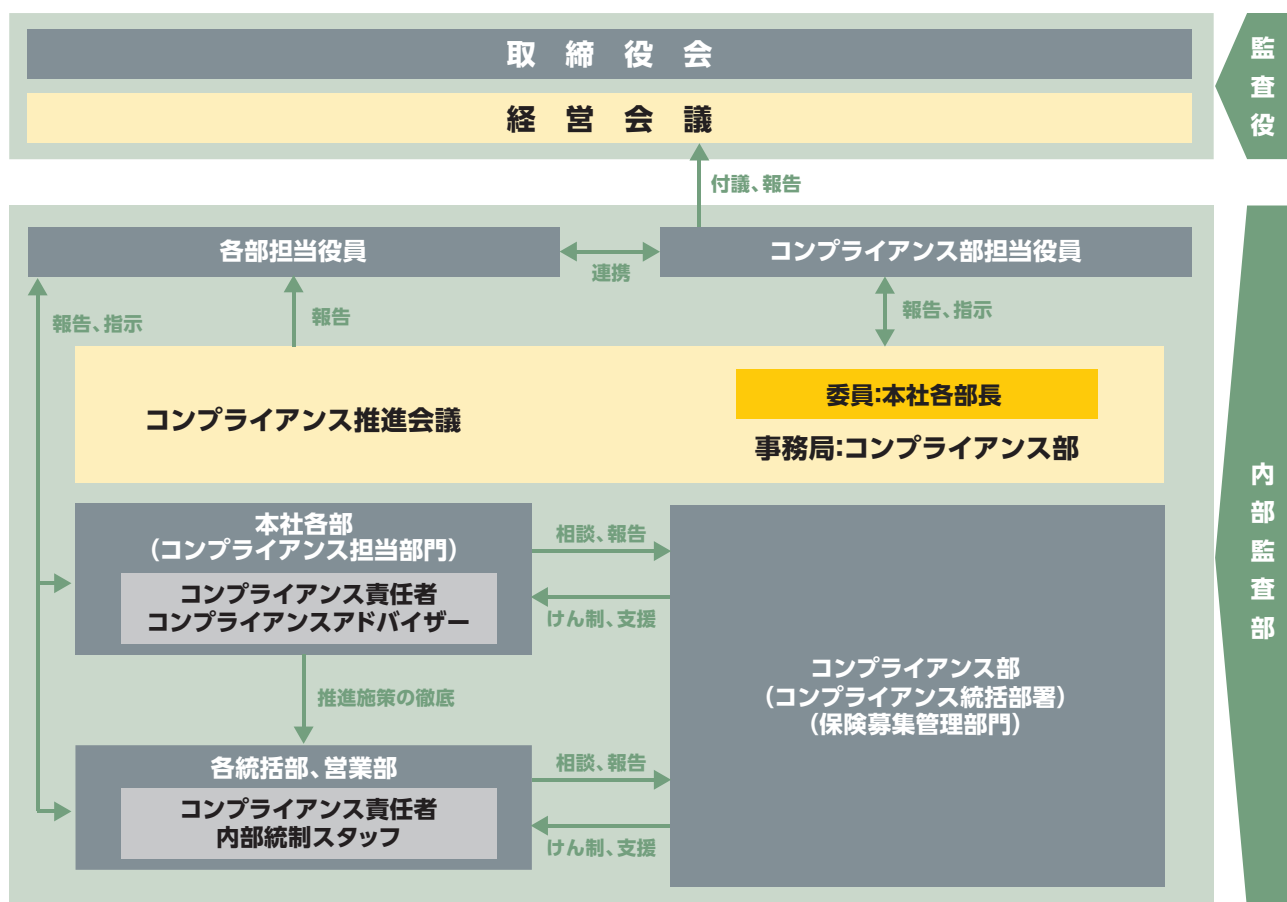 取締役会
経営会議
監査役
付議、報告
各部担当役員
連携
コンプライアンス部担当役員
報告、指示
報告
報告、指示
コンプライアンス推進会議
委員:本社各部長
事務局:コンプライアンス部
本社各部
(コンプライアンス担当部門)
コンプライアンス責任者
コンプライアンスアドバイザー
相談、報告
けん制、支援
推進施策の徹底
各統括部、営業部
コンプライアンス責任者
内部統制スタッフ
相談、報告
けん制、支援
コンプライアンス部
(コンプライアンス統括部署)
(保険募集管理部門)
内部監査部